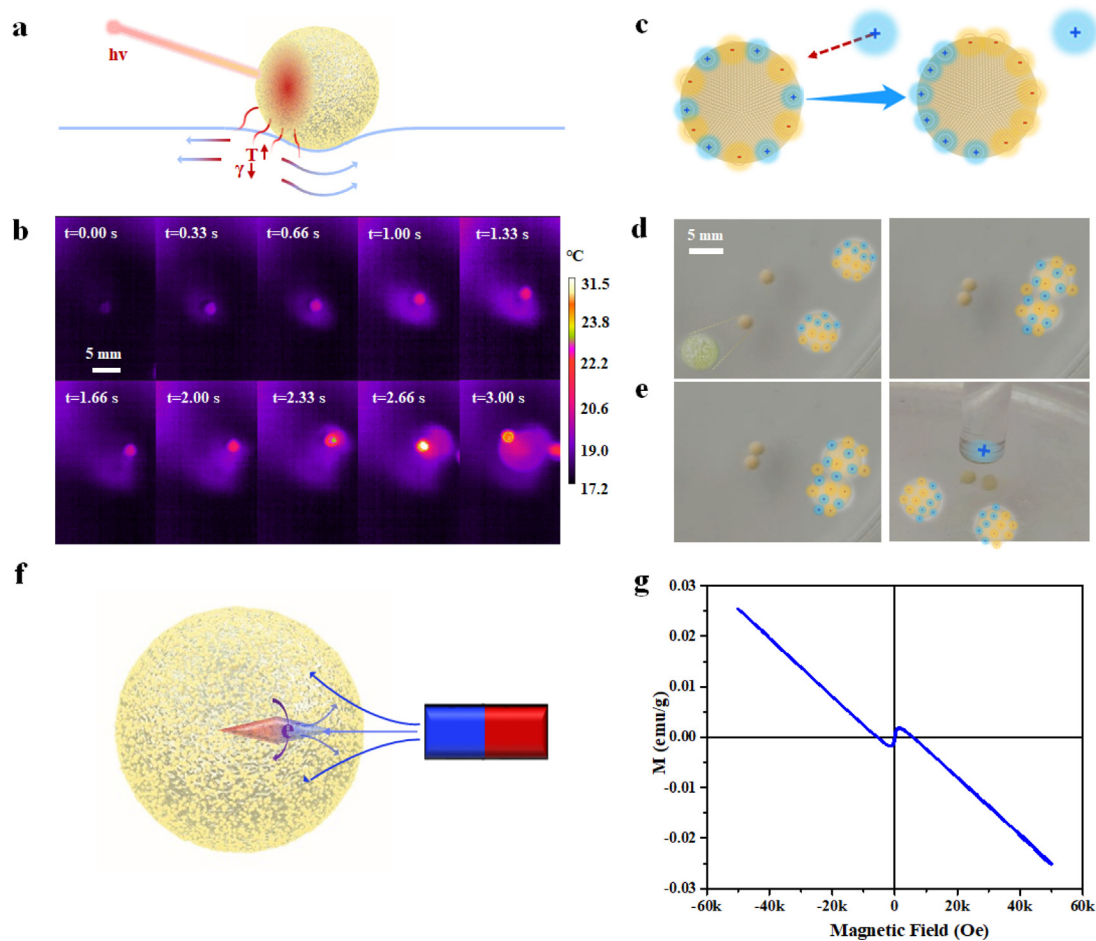 a
hv
T
γ
b
t=0.00 s
t=0.33 s
t=0.66 s
t=1.00 s
t=1.33 s
5 mm
t=1.66 s
t=2.00 s
t=2.33 s
t=2.66 s
t=3.00 s
°C
31.5
23.8
22.2
20.6
19.0
17.2
c
d
5 mm
e
f
e
g
M (emu/g)
0.03
0.02
0.01
0.00
-0.01
-0.02
-0.03
-60k -40k -20k 0 20k 40k 60k
Magnetic Field (Oe)